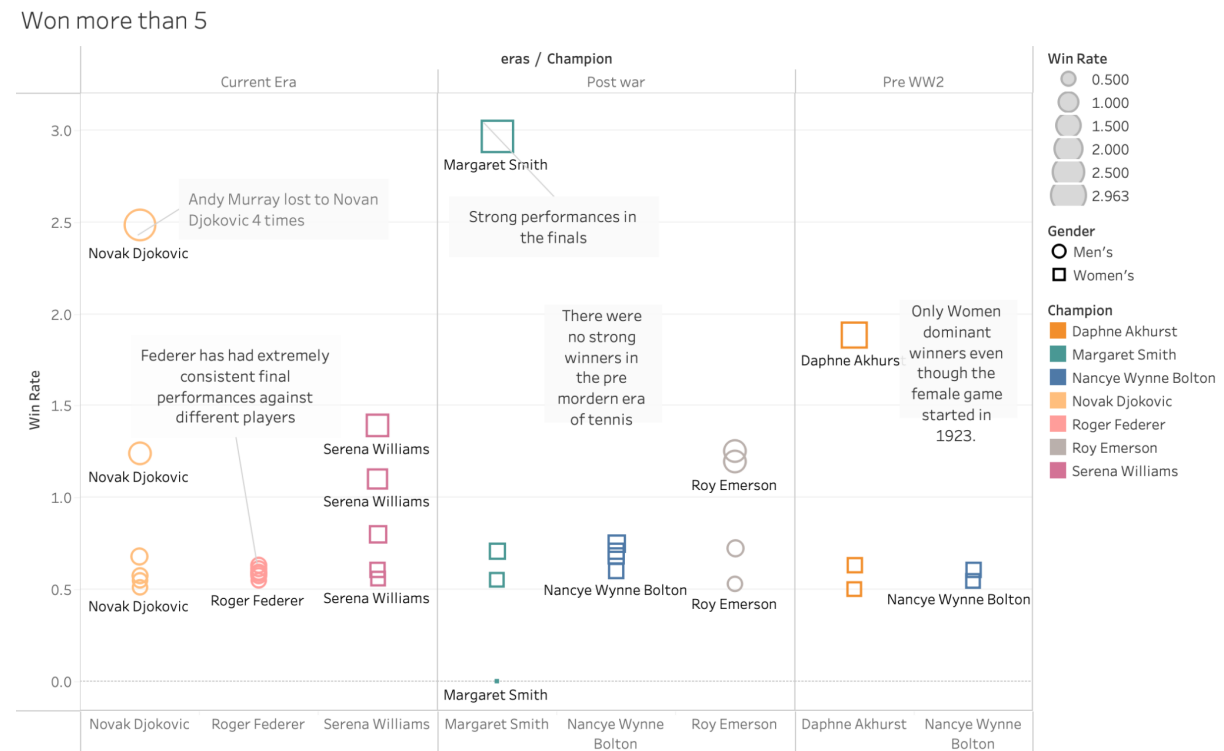 Won more than 5
eras / Champion
Current Era
Post war
Pre WW2
Win Rate
3.0
2.5
2.0
1.5
1.0
0.5
0.0
Novak Djokovic
Andy Murray lost to Novan
Djokovic 4 times
Novak Djokovic
Novak Djokovic
Federer has had extremely
consistent final
performances against
different players
Roger Federer
Serena Williams
Serena Williams
Serena Williams
Margaret Smith
Strong performances in
the finals
Margaret Smith
There were
no strong
winners in
the pre
mordern era
of tennis
Nancye Wynne Bolton
Roy Emerson
Roy Emerson
Daphne Akhurs
Only Women
dominant
winners even
though the
female game
started in
1923.
Nancye Wynne Bolton
Novak Djokovic
Roger Federer
Serena Williams
Margaret Smith
Nancye Wynne
Bolton
Roy Emerson
Daphne Akhurst
Nancye Wynne
Bolton
Win Rate
0.500
1.000
1.500
2.000
2.500
2.963
Gender
Men's
Women's
Champion
Daphne Akhurst
Margaret Smith
Nancye Wynne Bolton
Novak Djokovic
Roger Federer
Roy Emerson
Serena Williams